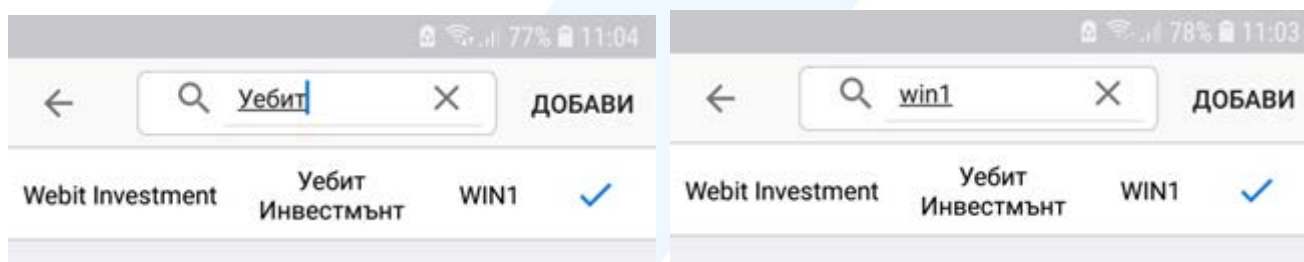 77% 11:04
Уебит
ДОБАВИ
Webit Investment
Уебит
Инвестмънт
WIN1
78% 11:03
win1
ДОБАВИ
Webit Investment
Уебит
Инвестмънт
WIN1